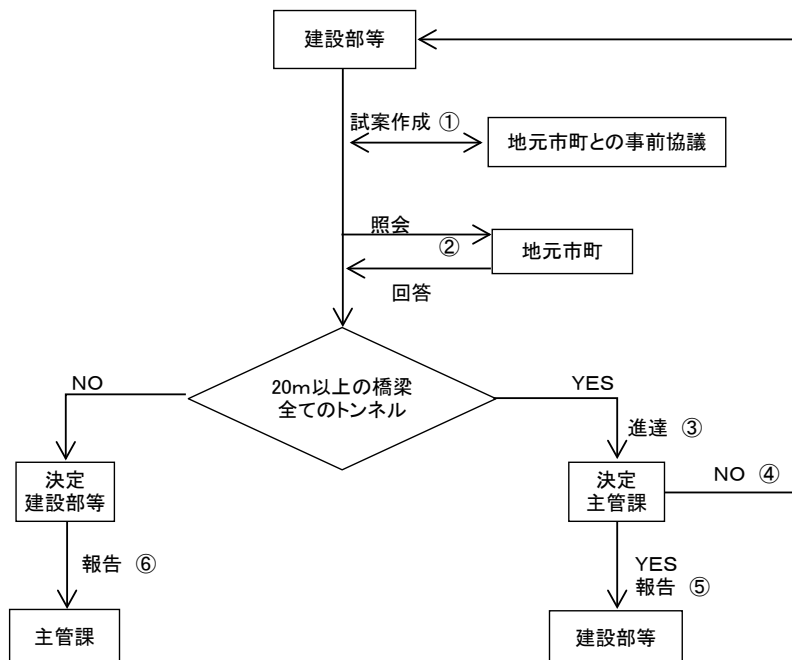 建設部等
試案作成 ①
地元市町との事前協議
照会
②
地元市町
回答
20m以上の橋梁
全てのトンネル
NO
YES
進達 ③
決定
建設部等
決定
主管課
NO ④
報告 ⑥
YES
報告 ⑤
主管課
建設部等